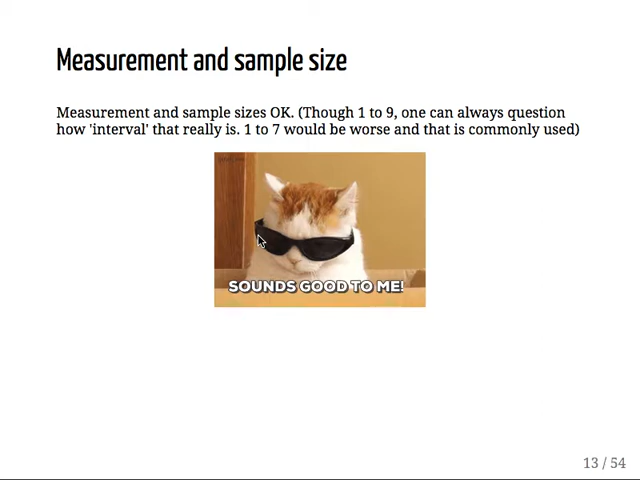 Measurement and sample size
Measurement and sample sizes OK. (Though 1 to 9, one can always question
how 'interval' that really is. 1 to 7 would be worse and that is commonly used)
SOUNDS GOOD TO ME!
13 / 54